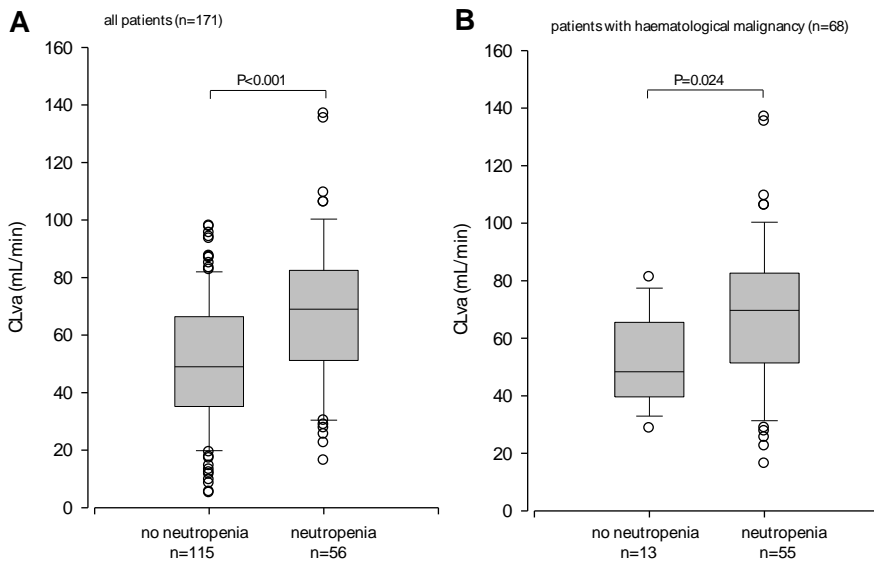 A
all patients (n=171)
160
140
120
100
80
60
40
20
0
CLva (mL/min)
P<0.001
no neutropenia
n=115
neutropenia
n=56
B
patients with haematological malignancy (n=68)
160
140
120
100
80
60
40
20
0
CLva (mL/min)
P=0.024
no neutropenia
n=13
neutropenia
n=55